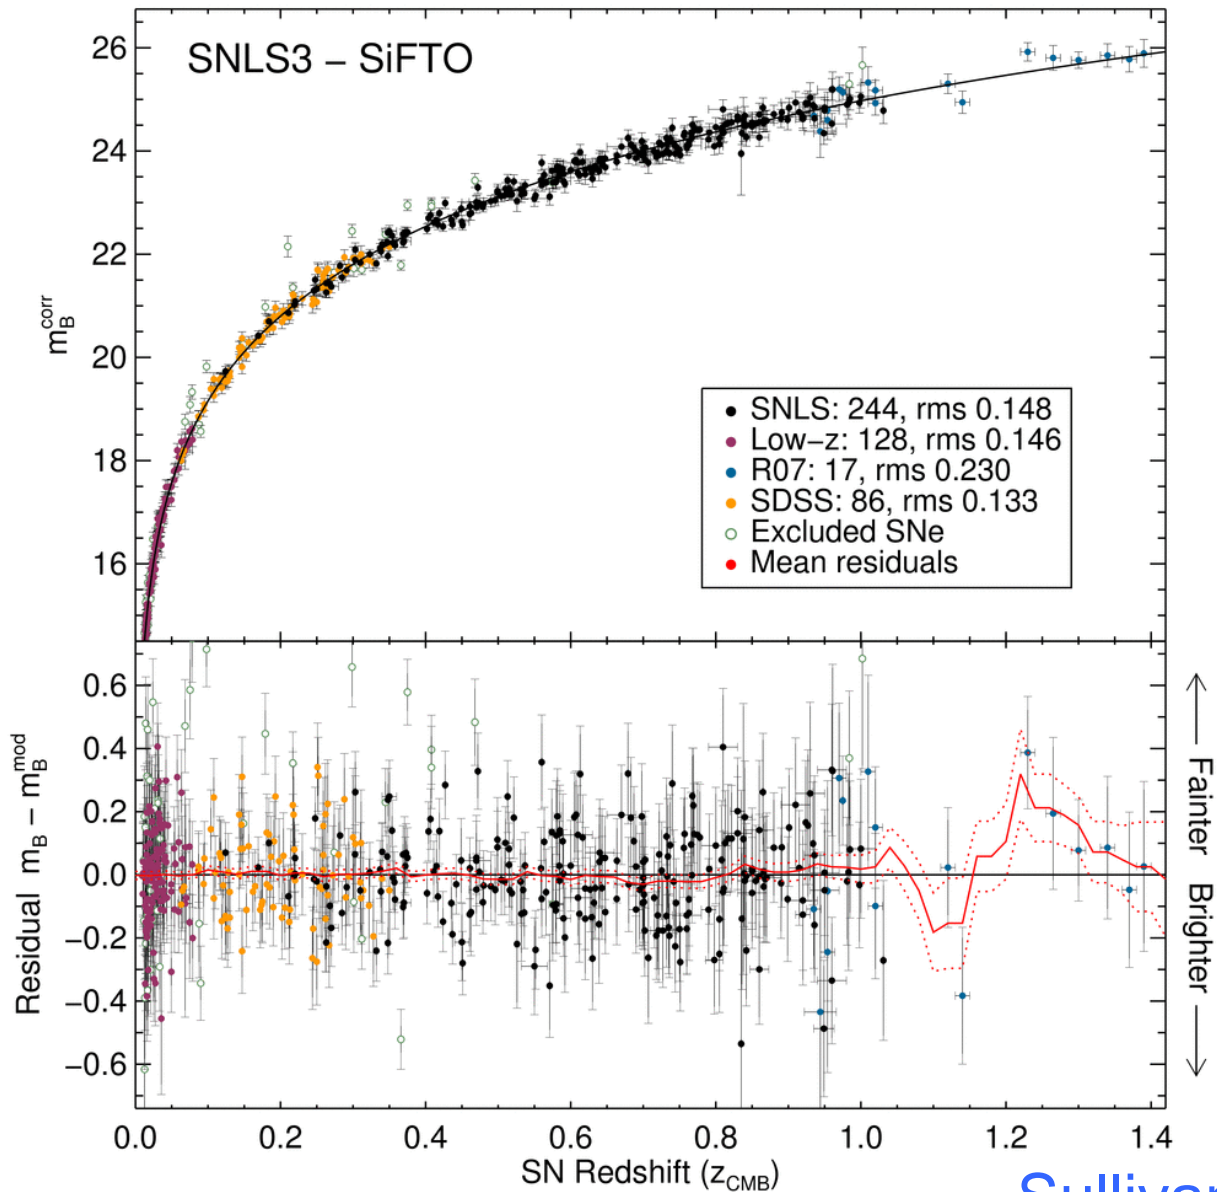 SNLS3 – SiFTO
26
24
22
20
18
16
m_B^corr
SNLS: 244, rms 0.148
Low–z: 128, rms 0.146
R07: 17, rms 0.230
SDSS: 86, rms 0.133
Excluded SNe
Mean residuals
0.6
0.4
0.2
0.0
−0.2
−0.4
−0.6
Residual m_B − m_B^mod
Fainter
Brighter
0.0 0.2 0.4 0.6 0.8 1.0 1.2 1.4
SN Redshift (z_CMB)